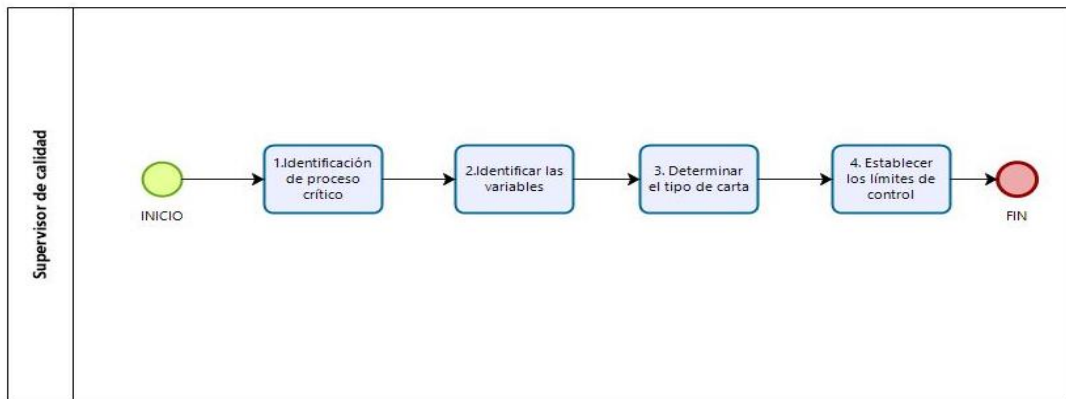 Supervisor de calidad
INICIO
1.Identificación
de proceso
crítico
2.Identificar las
variables
3. Determinar
el tipo de carta
4. Establecer
los límites de
control
FIN